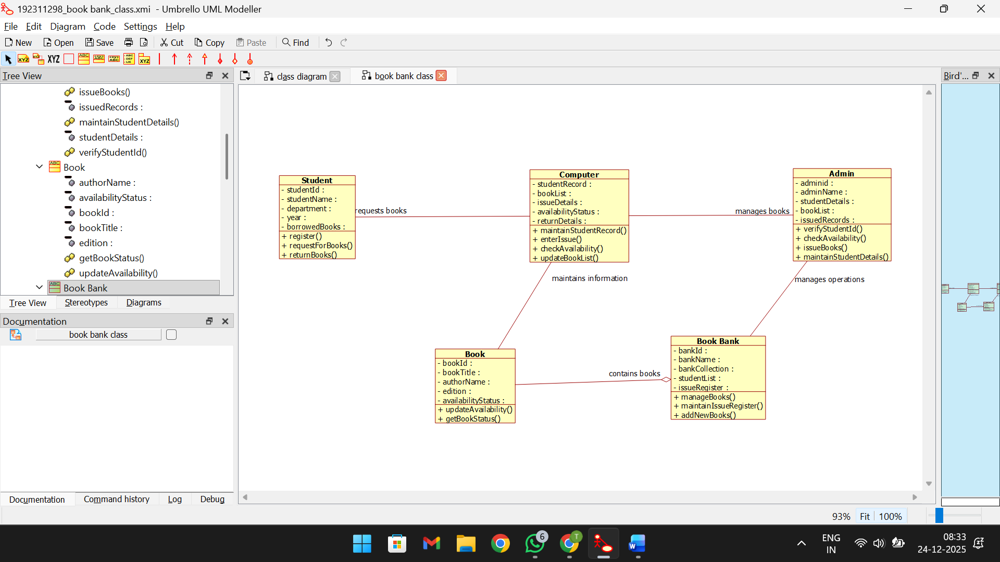 192311298_book bank_class.xmi - Umbrello UML Modeller
File Edit Diagram Code Settings Help
New Open Save Cut Copy Paste Find
XYZ XYZ XYZ ABC XYZ
Tree View
issueBooks()
issuedRecords :
maintainStudentDetails()
studentDetails :
verifyStudentId()
Book
authorName :
availabilityStatus :
bookId :
bookTitle :
edition :
getBookStatus()
updateAvailability()
Book Bank
Tree View Stereotypes Diagrams
Documentation
book bank class
Documentation Command history Log Debug
class diagram book bank class
Bird'...
Student
- studentId :
- studentName :
- department :
- year :
- borrowedBooks :
+ register()
+ requestForBooks()
+ returnBooks()
requests books
Computer
- studentRecord :
- bookList :
- issueDetails :
- availabilityStatus :
- returnDetails :
+ maintainStudentRecord()
+ enterIssue()
+ checkAvailability()
+ updateBookList()
manages books
Admin
- adminid :
- adminName :
- studentDetails :
- bookList :
- issuedRecords :
+ verifyStudentId()
+ checkAvailability()
+ issueBooks()
+ maintainStudentDetails()
maintains information
manages operations
Book
- bookId :
- bookTitle :
- authorName :
- edition :
- availabilityStatus :
+ updateAvailability()
+ getBookStatus()
contains books
Book Bank
- bankId :
- bankName :
- bankCollection :
- studentList :
- issueRegister :
+ manageBooks()
+ maintainIssueRegister()
+ addNewBooks()
93% Fit 100%
6
T
W
ENG
IN
08:33
24-12-2025